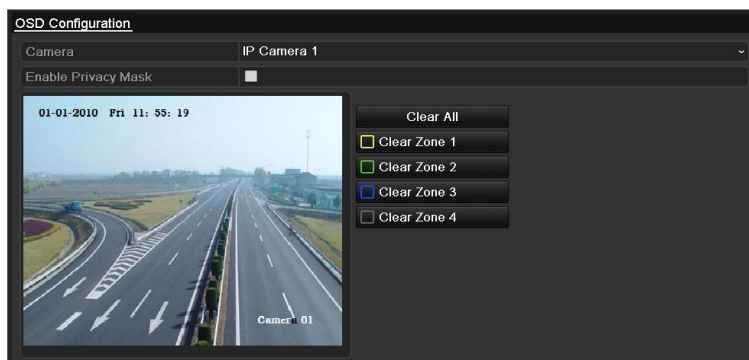 OSD Configuration
Camera IP Camera 1
Enable Privacy Mask
01-01-2010 Fri 11: 55: 19
Clear All
Clear Zone 1
Clear Zone 2
Clear Zone 3
Clear Zone 4
Camera 01